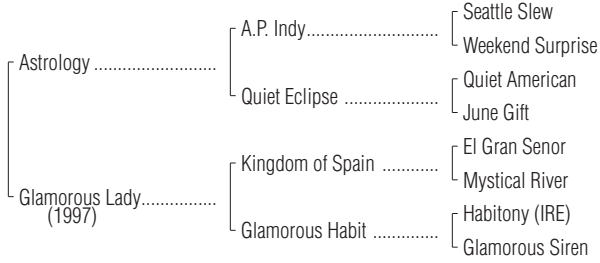 Seattle Slew
A.P. Indy........................
Weekend Surprise
Astrology ......................
Quiet American
Quiet Eclipse .................
June Gift
El Gran Senor
Kingdom of Spain ..........
Mystical River
Glamorous Lady.............
(1997)
Habitony (IRE)
Glamorous Habit ............
Glamorous Siren